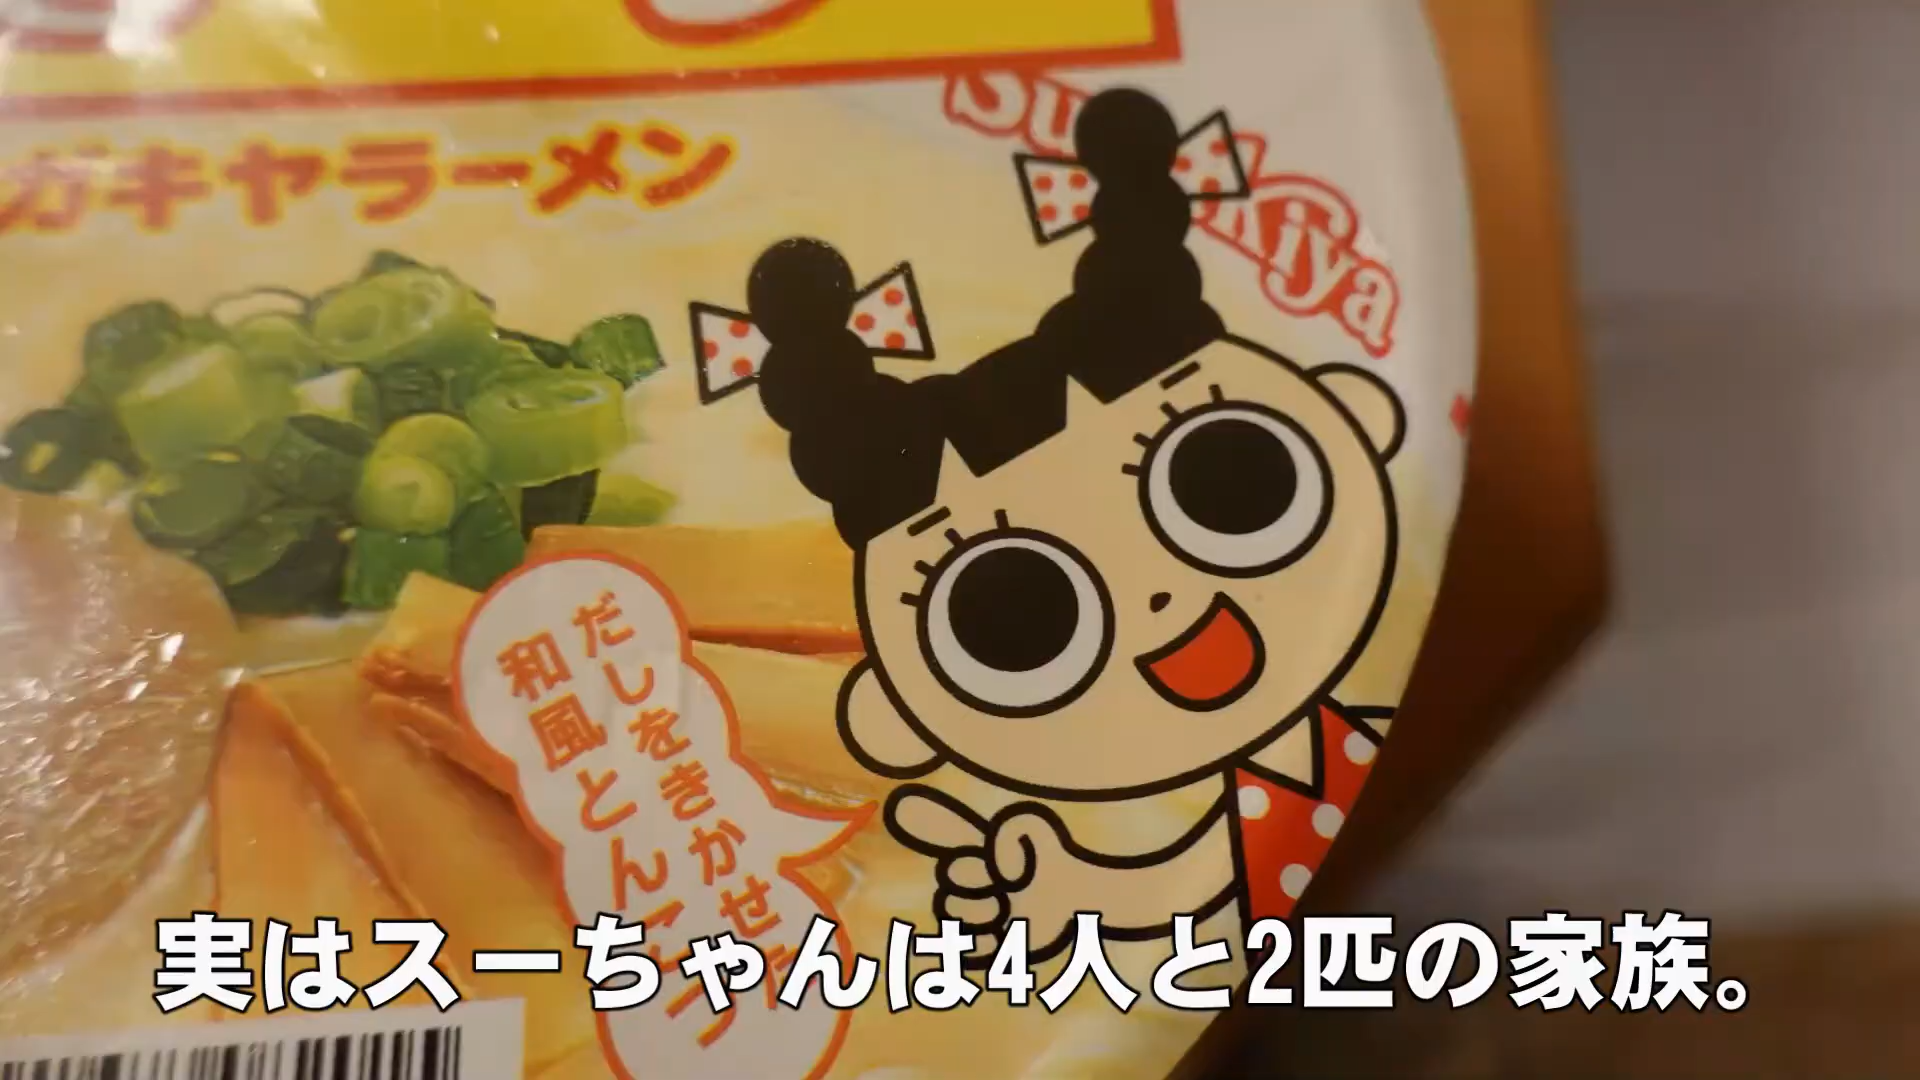 ガキヤラーメン
だしをきかせた
和風とんこつ
実はスーちゃんは4人と2匹の家族。